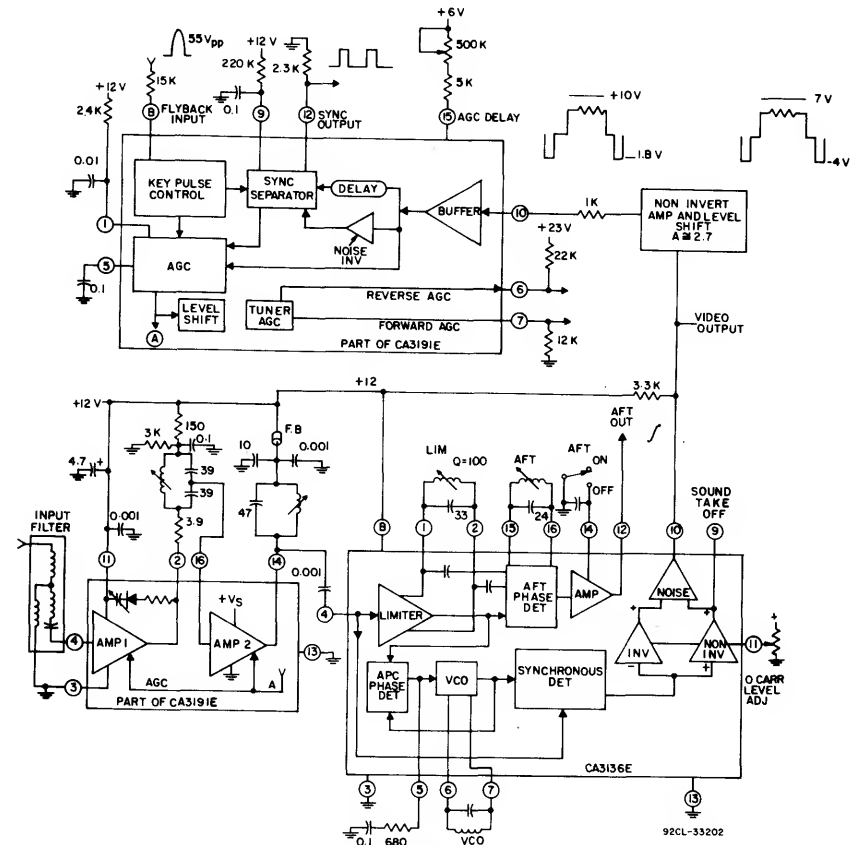 55Vpp
+12V
2.4K
15K
8 FLYBACK INPUT
+12V
220K
0.1
9
2.3K
12 SYNC OUTPUT
+6V
500K
5K
15 AGC DELAY
+10V
1.8V
7V
-4V
0.01
1
5
0.1
KEY PULSE CONTROL
SYNC SEPARATOR
DELAY
NOISE INV
BUFFER
10
1K
NON INVERT AMP AND LEVEL SHIFT A≅2.7
AGC
LEVEL SHIFT
A
TUNER AGC
REVERSE AGC
FORWARD AGC
6
7
+23V
22K
12K
PART OF CA3191E
VIDEO OUTPUT
+12
3.3K
+12V
150
3K
0.1
39
39
3.9
4.7
+
0.001
F.B
10
0.001
47
0.001
LIM Q=100
33
AFT
24
AFT ON
OFF
AFT OUT
SOUND TAKE OFF
INPUT FILTER
11
2
16
14
8
1
2
15
16
14
12
10
9
4
3
AMP 1
+VS
AMP 2
13
AGC
A
PART OF CA3191E
4
LIMITER
AFT PHASE DET
AMP
NOISE
+
+
INV
-
NON INV
+
11
0 CARR LEVEL ADJ
+
APC PHASE DET
VCO
SYNCHRONOUS DET
CA3136E
3
5
6
7
13
0.1
680
VCO
92CL-33202